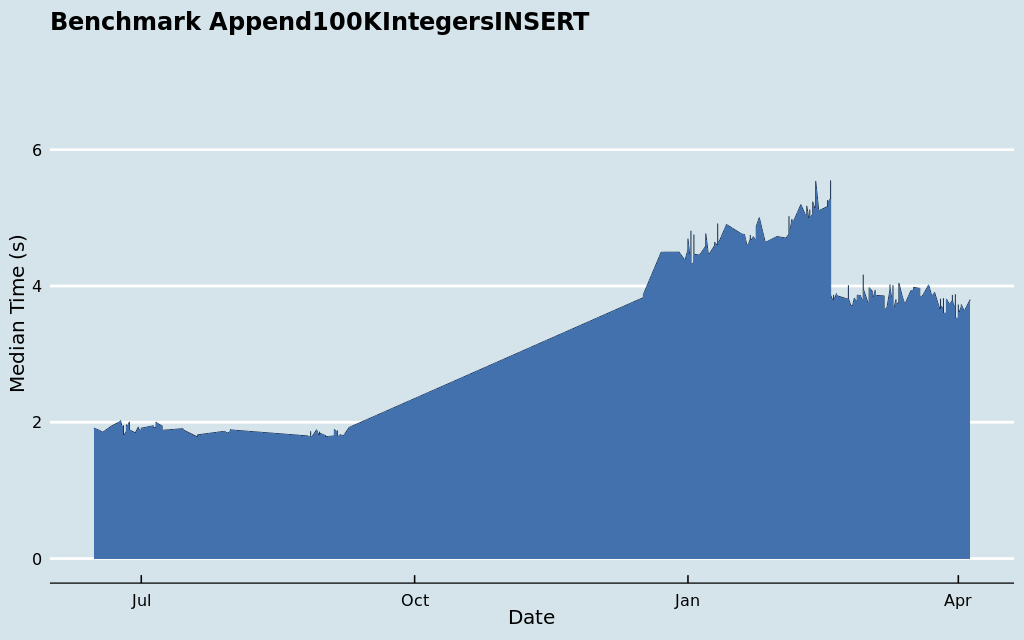 Benchmark Append100KIntegersINSERT
6
4
2
0
Median Time (s)
Jul
Oct
Jan
Apr
Date